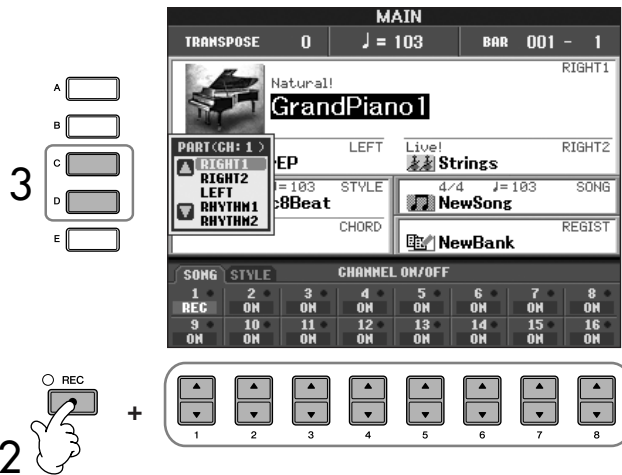 MAIN
TRANSPOSE 0 ♩= 103 BAR 001 - 1
RIGHT1
Natural!
GrandPiano1
A
B
C
D
E
3
PART(CH: 1 )
RIGHT1
RIGHT2
LEFT
RHYTHM1
RHYTHM2
LEFT
EP
Live! RIGHT2
Strings
= 103 STYLE
c8Beat
4/4 ♩= 103 SONG
NewSong
CHORD
REGIST
NewBank
SONG STYLE CHANNEL ON/OFF
1 2 3 4 5 6 7 8
REC ON ON ON ON ON ON ON
9 10 11 12 13 14 15 16
ON ON ON ON ON ON ON ON
REC
+
1 2 3 4 5 6 7 8
2